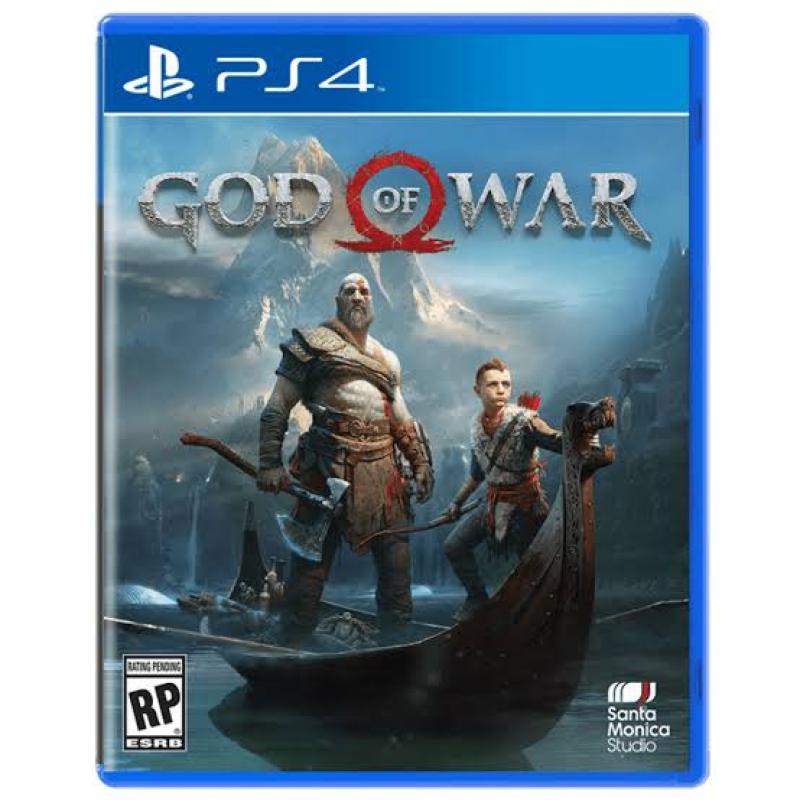 PS4
GOD OF WAR
RATING PENDING
RP
ESRB
Santa
Monica
Studio